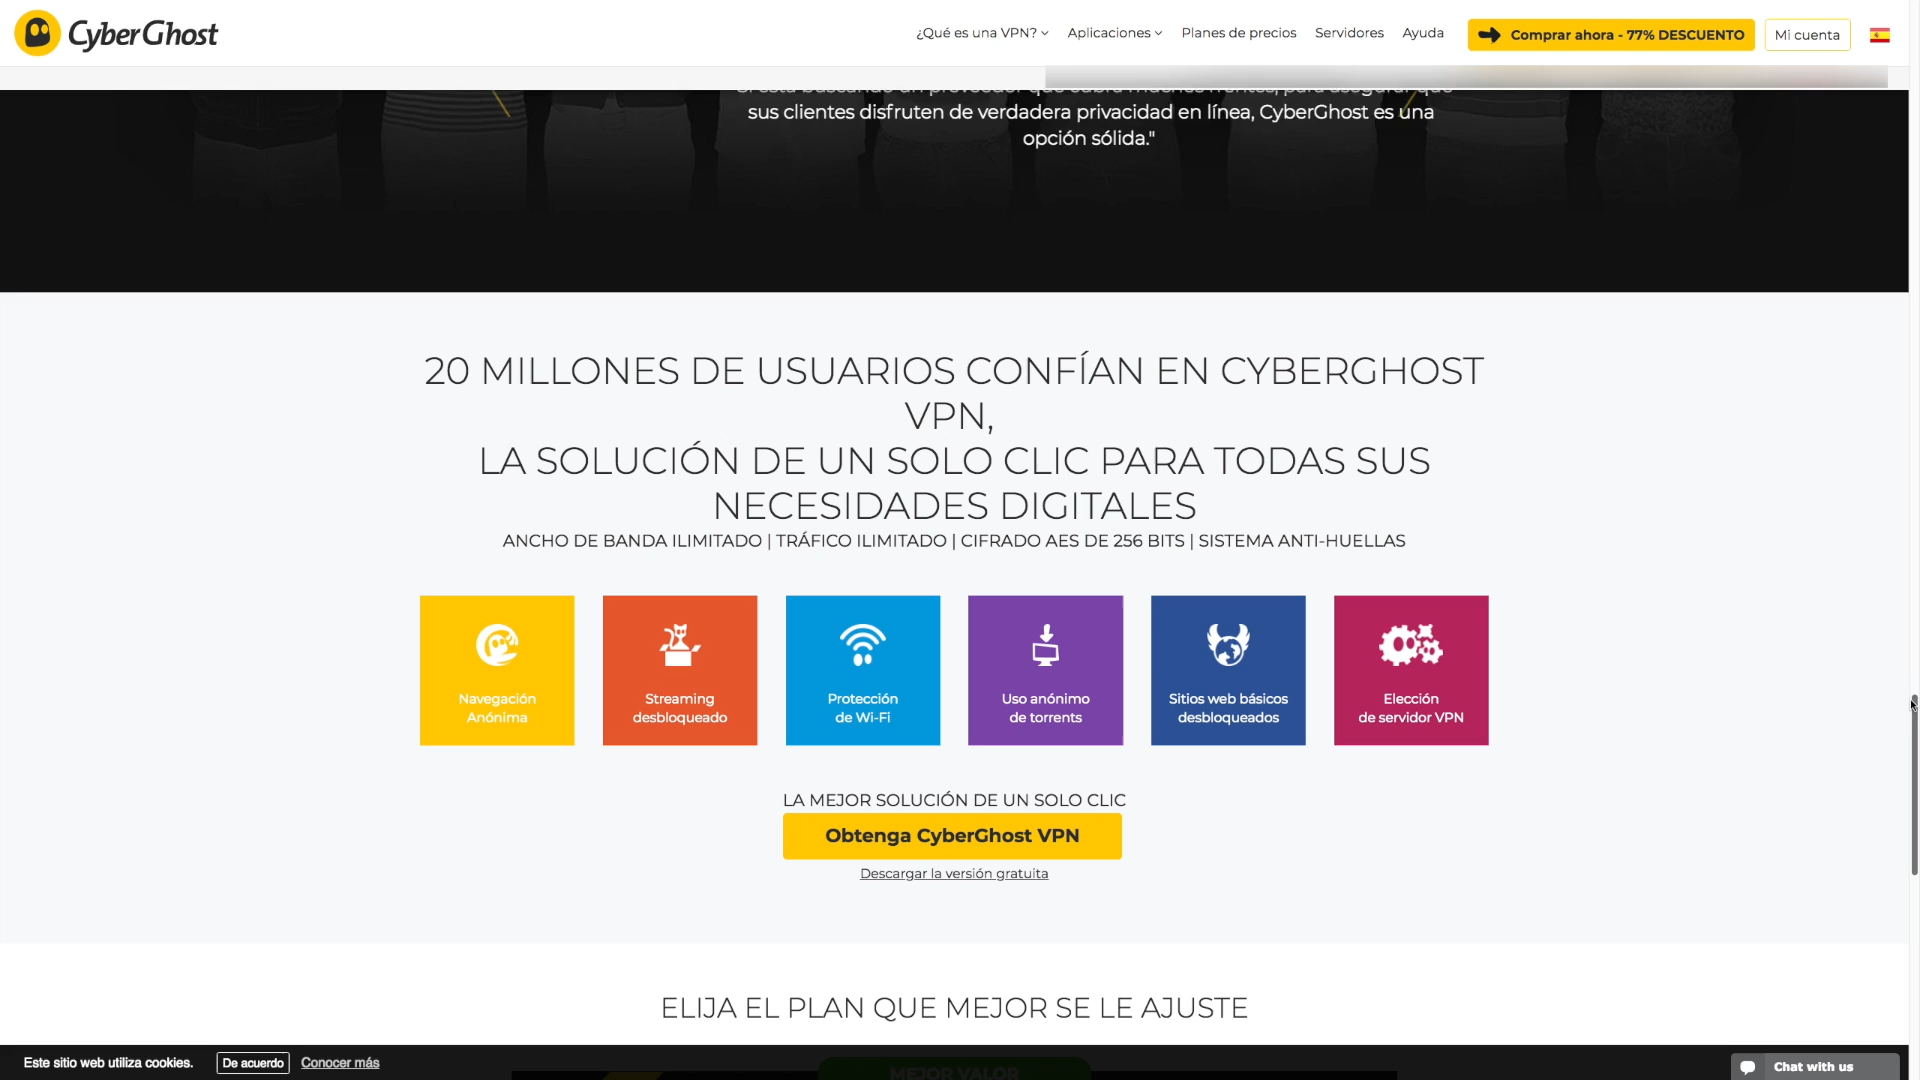 CyberGhost
¿Qué es una VPN?
Aplicaciones
Planes de precios
Servidores
Ayuda
Comprar ahora - 77% DESCUENTO
Mi cuenta
sus clientes disfruten de verdadera privacidad en línea, CyberGhost es una
opción sólida."
20 MILLONES DE USUARIOS CONFÍAN EN CYBERGHOST
VPN,
LA SOLUCIÓN DE UN SOLO CLIC PARA TODAS SUS
NECESIDADES DIGITALES
ANCHO DE BANDA ILIMITADO | TRÁFICO ILIMITADO | CIFRADO AES DE 256 BITS | SISTEMA ANTI-HUELLAS
Navegación
Anónima
Streaming
desbloqueado
Protección
de Wi-Fi
Uso anónimo
de torrents
Sitios web básicos
desbloqueados
Elección
de servidor VPN
LA MEJOR SOLUCIÓN DE UN SOLO CLIC
Obtenga CyberGhost VPN
Descargar la versión gratuita
ELIJA EL PLAN QUE MEJOR SE LE AJUSTE
Este sitio web utiliza cookies.
De acuerdo
Conocer más
MEJOR VALOR
Chat with us